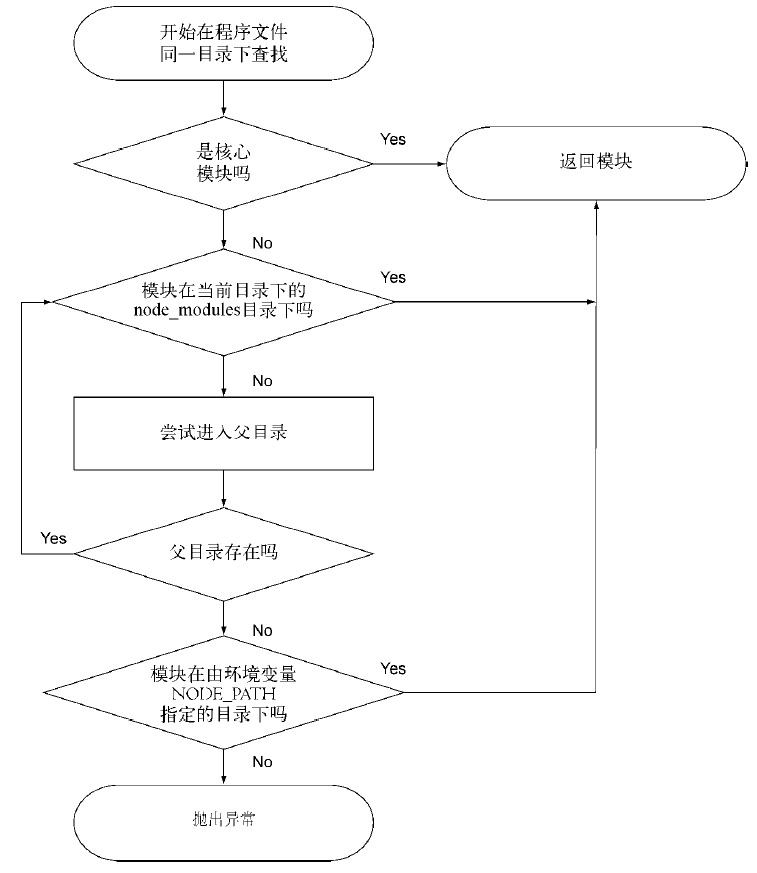 开始在程序文件
同一目录下查找
是核心
模块吗
Yes
返回模块
No
模块在当前目录下的
node_modules目录下吗
Yes
No
尝试进入父目录
Yes
父目录存在吗
No
模块在由环境变量
NODE_PATH
指定的目录下吗
Yes
No
抛出异常